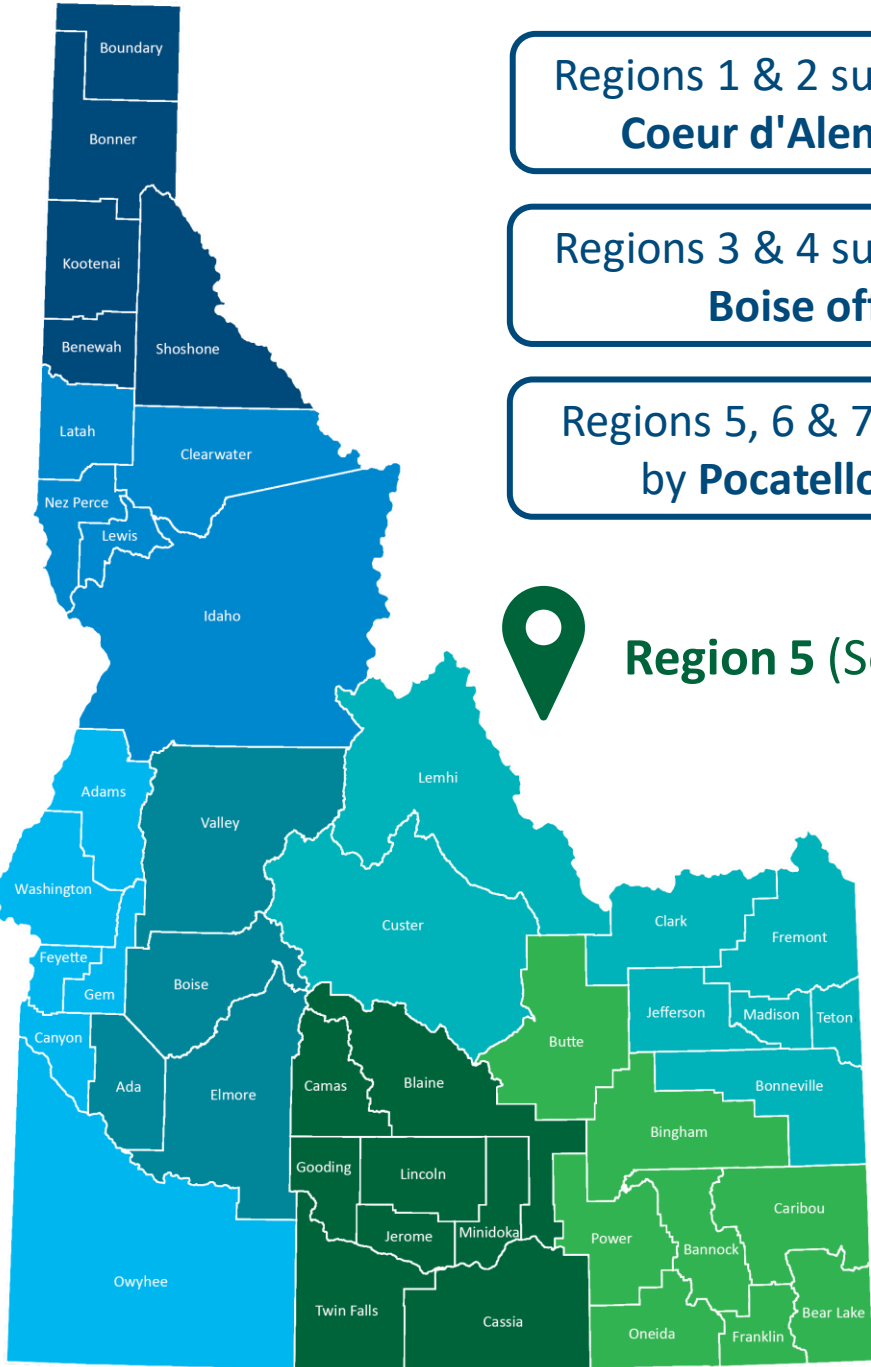 Boundary
Regions 1 & 2 su
Coeur d'Alen
Bonner
Regions 3 & 4 su
Boise of
Kootenai
Benewah
Shoshone
Regions 5, 6 & 7
by Pocatello
Latah
Clearwater
Nez Perce
Lewis
Idaho
Region 5 (S
Lemhi
Adams
Valley
Washington
Custer
Clark
Fremont
Feyette
Boise
Gem
Jefferson
Madison
Teton
Canyon
Butte
Ada
Elmore
Camas
Blaine
Bonneville
Bingham
Gooding
Lincoln
Caribou
Jerome
Minidoka
Power
Bannock
Owyhee
Twin Falls
Cassia
Bear Lake
Oneida
Franklin